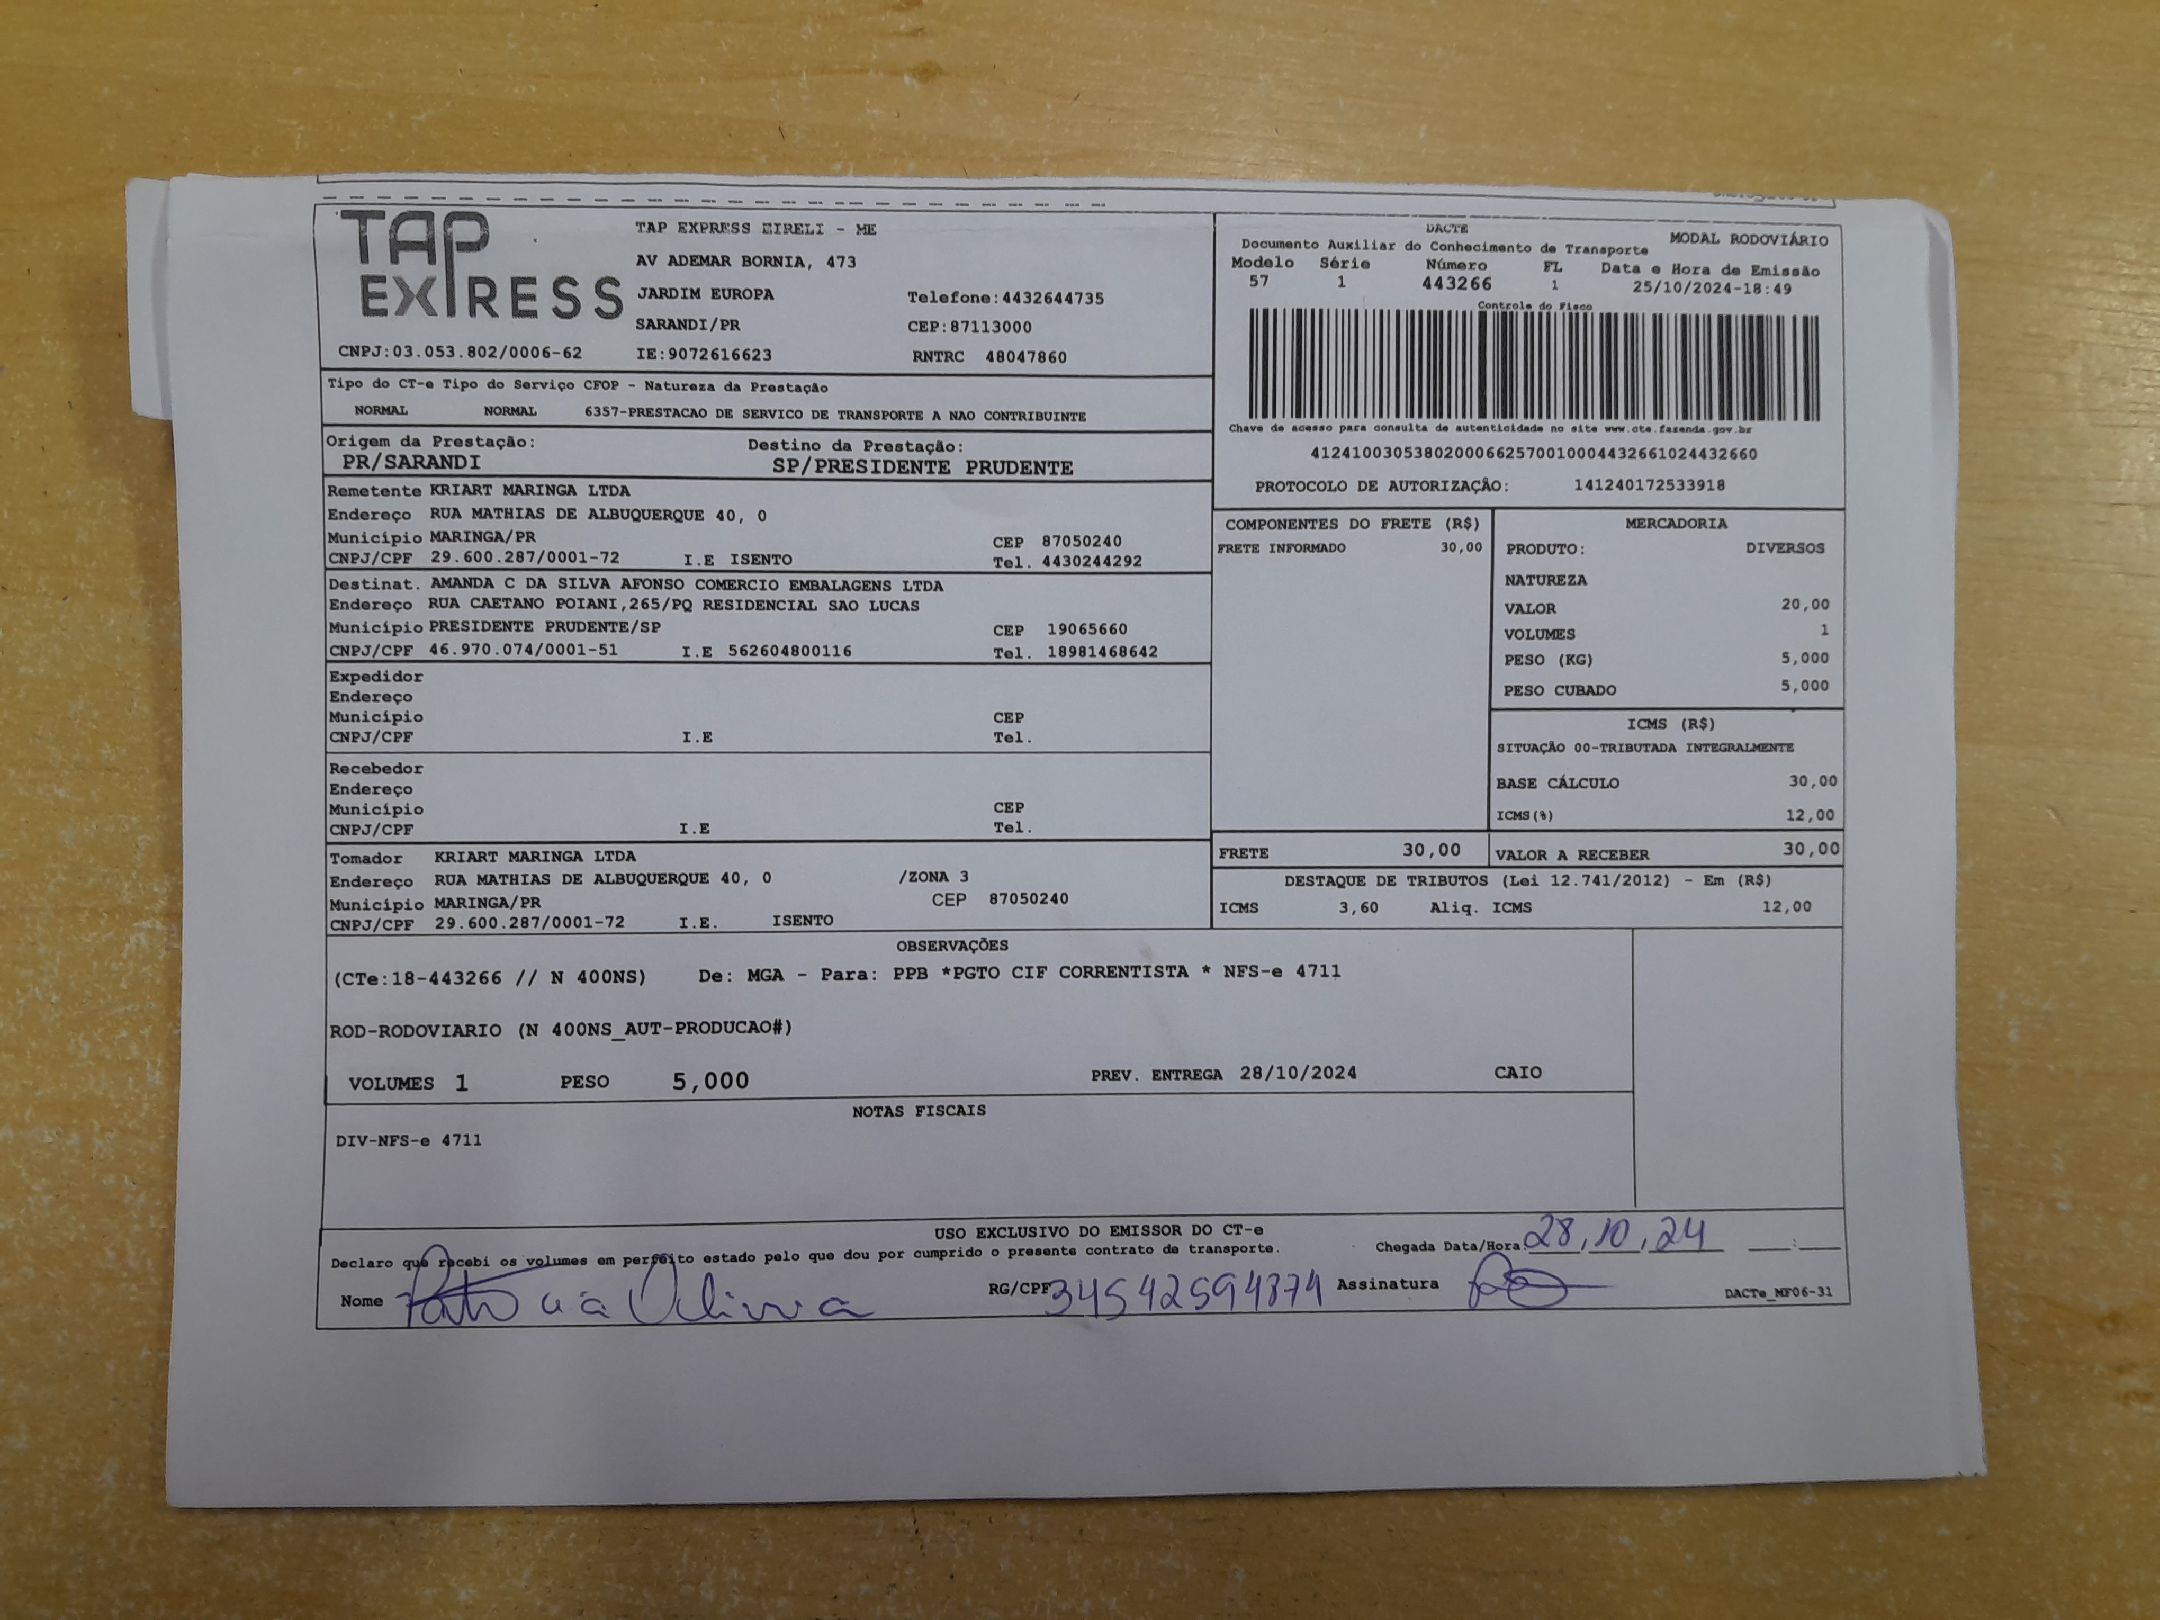 TAP
EXPRESS
TAP EXPRESS EIRELI - ME
AV ADEMAR BORNIA, 473
JARDIM EUROPA Telefone:4432644735
SARANDI/PR CEP:87113000
CNPJ:03.053.802/0006-62 IE:9072616623 RNTRC 48047860
DACTE
Documento Auxiliar do Conhecimento de Transporte MODAL RODOVIÁRIO
Modelo Série Número FL Data e Hora de Emissão
57 1 443266 1 25/10/2024-18:49
Controle do Fisco
Chave de acesso para consulta de autenticidade no site www.cte.fazenda.gov.br
41241003053802000662570010004432661024432660
PROTOCOLO DE AUTORIZAÇÃO: 141240172533918
Tipo do CT-e Tipo do Serviço CFOP - Natureza da Prestação
NORMAL NORMAL 6357-PRESTACAO DE SERVICO DE TRANSPORTE A NAO CONTRIBUINTE
Origem da Prestação: Destino da Prestação:
PR/SARANDI SP/PRESIDENTE PRUDENTE
Remetente KRIART MARINGA LTDA
Endereço RUA MATHIAS DE ALBUQUERQUE 40, 0
Município MARINGA/PR CEP 87050240
CNPJ/CPF 29.600.287/0001-72 I.E ISENTO Tel. 4430244292
Destinat. AMANDA C DA SILVA AFONSO COMERCIO EMBALAGENS LTDA
Endereço RUA CAETANO POIANI,265/PQ RESIDENCIAL SAO LUCAS
Município PRESIDENTE PRUDENTE/SP CEP 19065660
CNPJ/CPF 46.970.074/0001-51 I.E 562604800116 Tel. 18981468642
Expedidor
Endereço
Município CEP
CNPJ/CPF I.E Tel.
Recebedor
Endereço
Município CEP
CNPJ/CPF I.E Tel.
Tomador KRIART MARINGA LTDA
Endereço RUA MATHIAS DE ALBUQUERQUE 40, 0 /ZONA 3
Município MARINGA/PR CEP 87050240
CNPJ/CPF 29.600.287/0001-72 I.E. ISENTO
COMPONENTES DO FRETE (R$)
FRETE INFORMADO 30,00
MERCADORIA
PRODUTO: DIVERSOS
NATUREZA
VALOR 20,00
VOLUMES 1
PESO (KG) 5,000
PESO CUBADO 5,000
ICMS (R$)
SITUAÇÃO 00-TRIBUTADA INTEGRALMENTE
BASE CÁLCULO 30,00
ICMS(%) 12,00
FRETE 30,00 VALOR A RECEBER 30,00
DESTAQUE DE TRIBUTOS (Lei 12.741/2012) - Em (R$)
ICMS 3,60 Aliq. ICMS 12,00
OBSERVAÇÕES
(CTe:18-443266 // N 400NS) De: MGA - Para: PPB *PGTO CIF CORRENTISTA * NFS-e 4711
ROD-RODOVIARIO (N 400NS_AUT-PRODUCAO#)
VOLUMES 1 PESO 5,000 PREV. ENTREGA 28/10/2024 CAIO
NOTAS FISCAIS
DIV-NFS-e 4711
USO EXCLUSIVO DO EMISSOR DO CT-e
Declaro que recebi os volumes em perfeito estado pelo que dou por cumprido o presente contrato de transporte. Chegada Data/Hora: 28,10,24 __:__
Nome Patricia Oliveira RG/CPF Assinatura DACTe_MF06-31